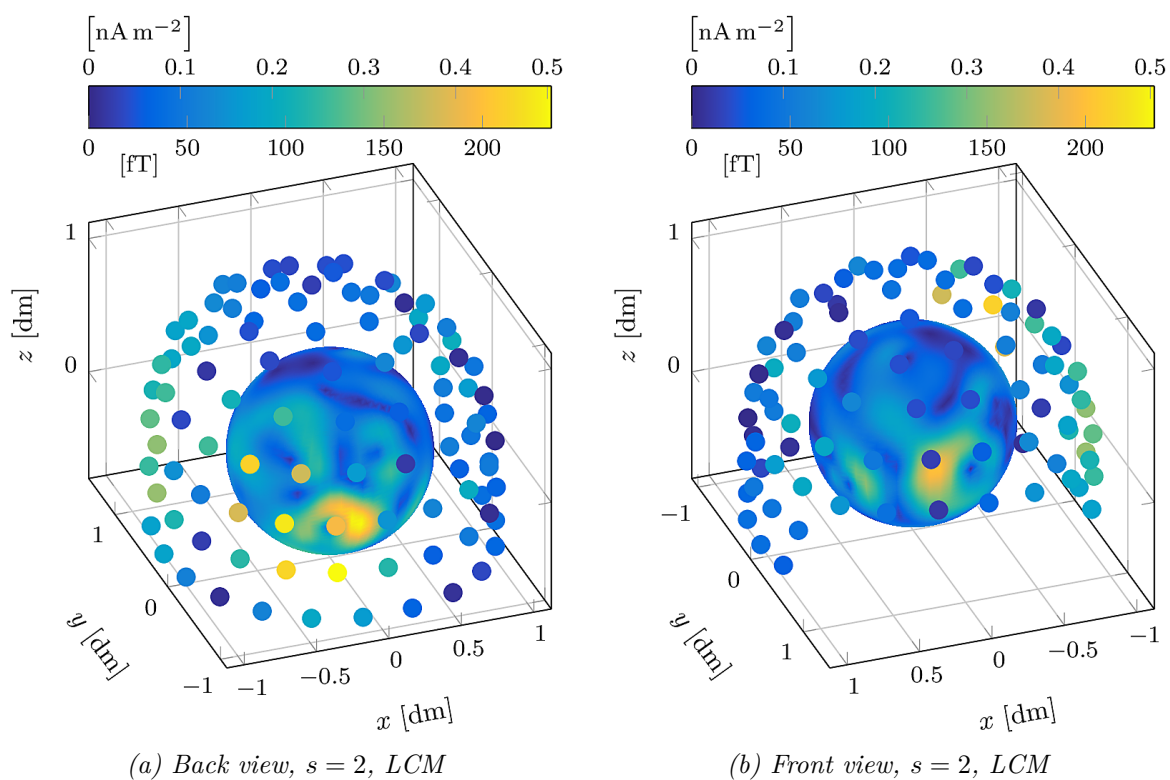 [nA m−2]
0 0.1 0.2 0.3 0.4 0.5
0 [fT] 50 100 150 200
1
0
z [dm]
1
0
−1
y [dm]
−1 −0.5 0 0.5 1
x [dm]
(a) Back view, s = 2, LCM
[nA m−2]
0 0.1 0.2 0.3 0.4 0.5
0 [fT] 50 100 150 200
1
0
z [dm]
−1
0
1
y [dm]
1 0.5 0 −0.5 −1
x [dm]
(b) Front view, s = 2, LCM